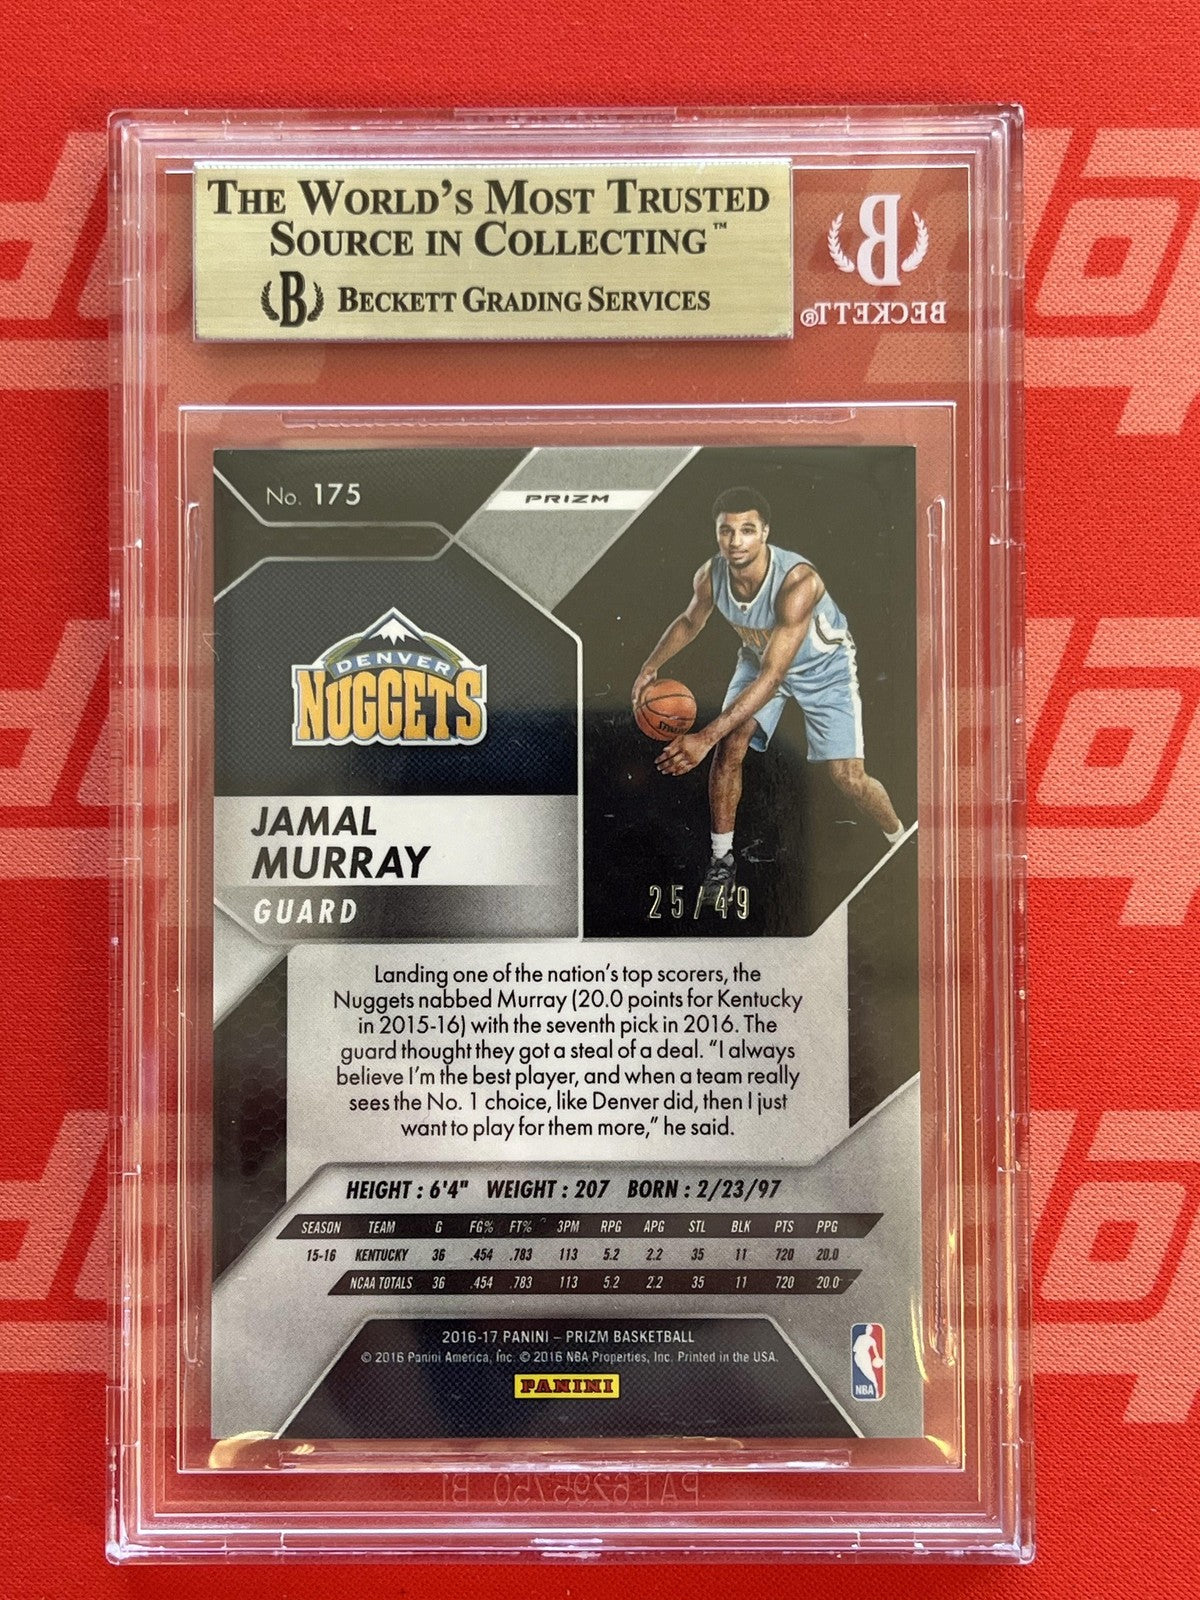 THE WORLD'S MOST TRUSTED
SOURCE IN COLLECTING™
B BECKETT GRADING SERVICES
B
BECKETT®
No. 175
PRIZM
DENVER
NUGGETS
SPALDING
JAMAL
MURRAY
GUARD
25/49
Landing one of the nation's top scorers, the
Nuggets nabbed Murray (20.0 points for Kentucky
in 2015-16) with the seventh pick in 2016. The
guard thought they got a steal of a deal. "I always
believe I'm the best player, and when a team really
sees the No. 1 choice, like Denver did, then I just
want to play for them more," he said.
HEIGHT : 6'4" WEIGHT : 207 BORN : 2/23/97
SEASON TEAM G FG% FT% 3PM RPG APG STL BLK PTS PPG
15-16 KENTUCKY 36 .454 .783 113 5.2 2.2 35 11 720 20.0
NCAA TOTALS 36 .454 .783 113 5.2 2.2 35 11 720 20.0
2016-17 PANINI – PRIZM BASKETBALL
© 2016 Panini America, Inc. © 2016 NBA Properties, Inc. Printed in the USA.
PANINI
NBA
PAT.6295750 B1